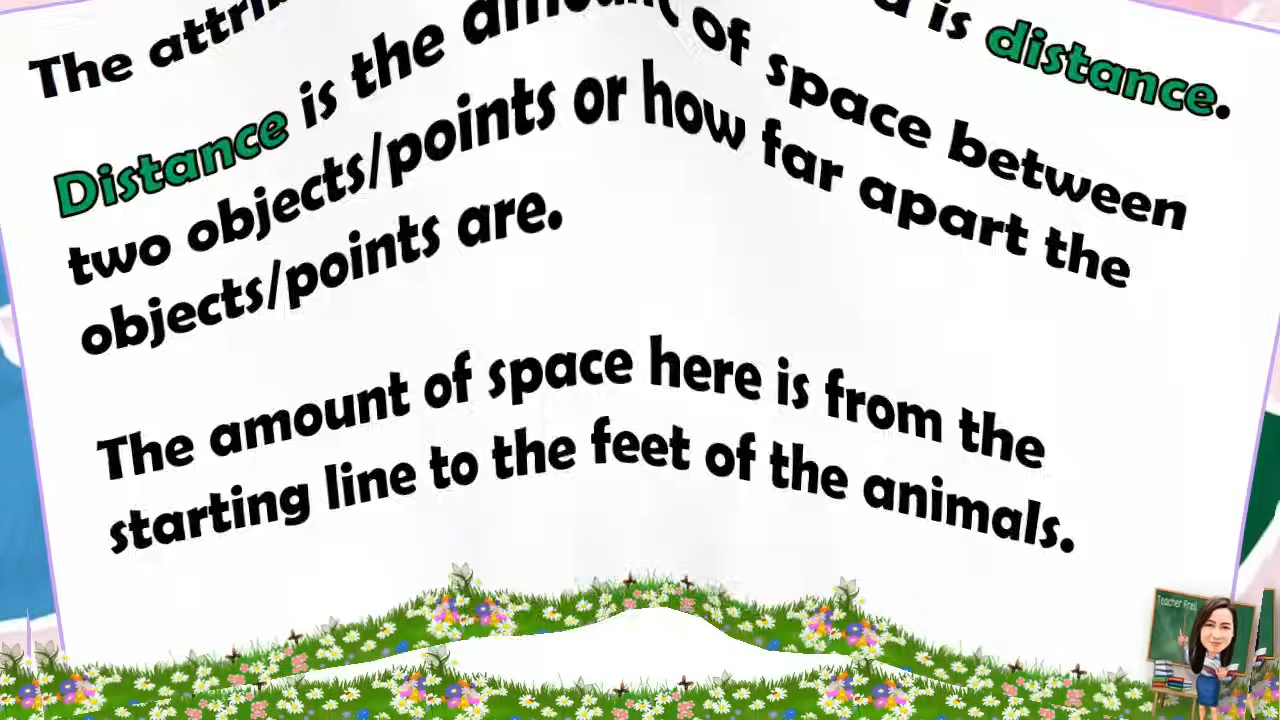 The attri
is distance.
Distance is the amount of space between
two objects/points or how far apart the
objects/points are.
The amount of space here is from the
starting line to the feet of the animals.